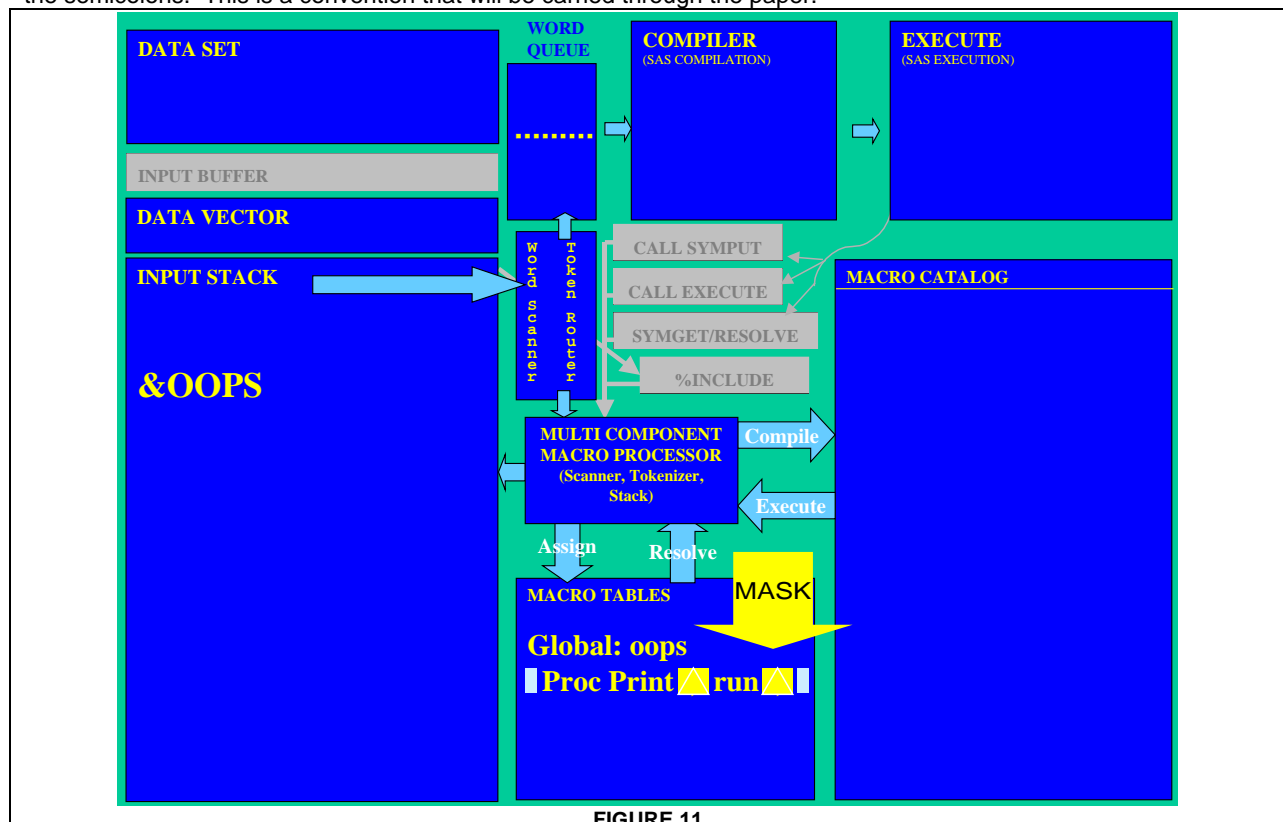 the semissions. This is a convention that will be carried through the paper.
DATA SET
WORD
QUEUE
COMPILER
(SAS COMPILATION)
EXECUTE
(SAS EXECUTION)
INPUT BUFFER
DATA VECTOR
INPUT STACK
&OOPS
Word Scanner
Token Router
CALL SYMPUT
CALL EXECUTE
SYMGET/RESOLVE
%INCLUDE
MACRO CATALOG
MULTI COMPONENT
MACRO PROCESSOR
(Scanner, Tokenizer,
Stack)
Compile
Execute
Assign
Resolve
MASK
MACRO TABLES
Global: oops
Proc Print run
FIGURE 11